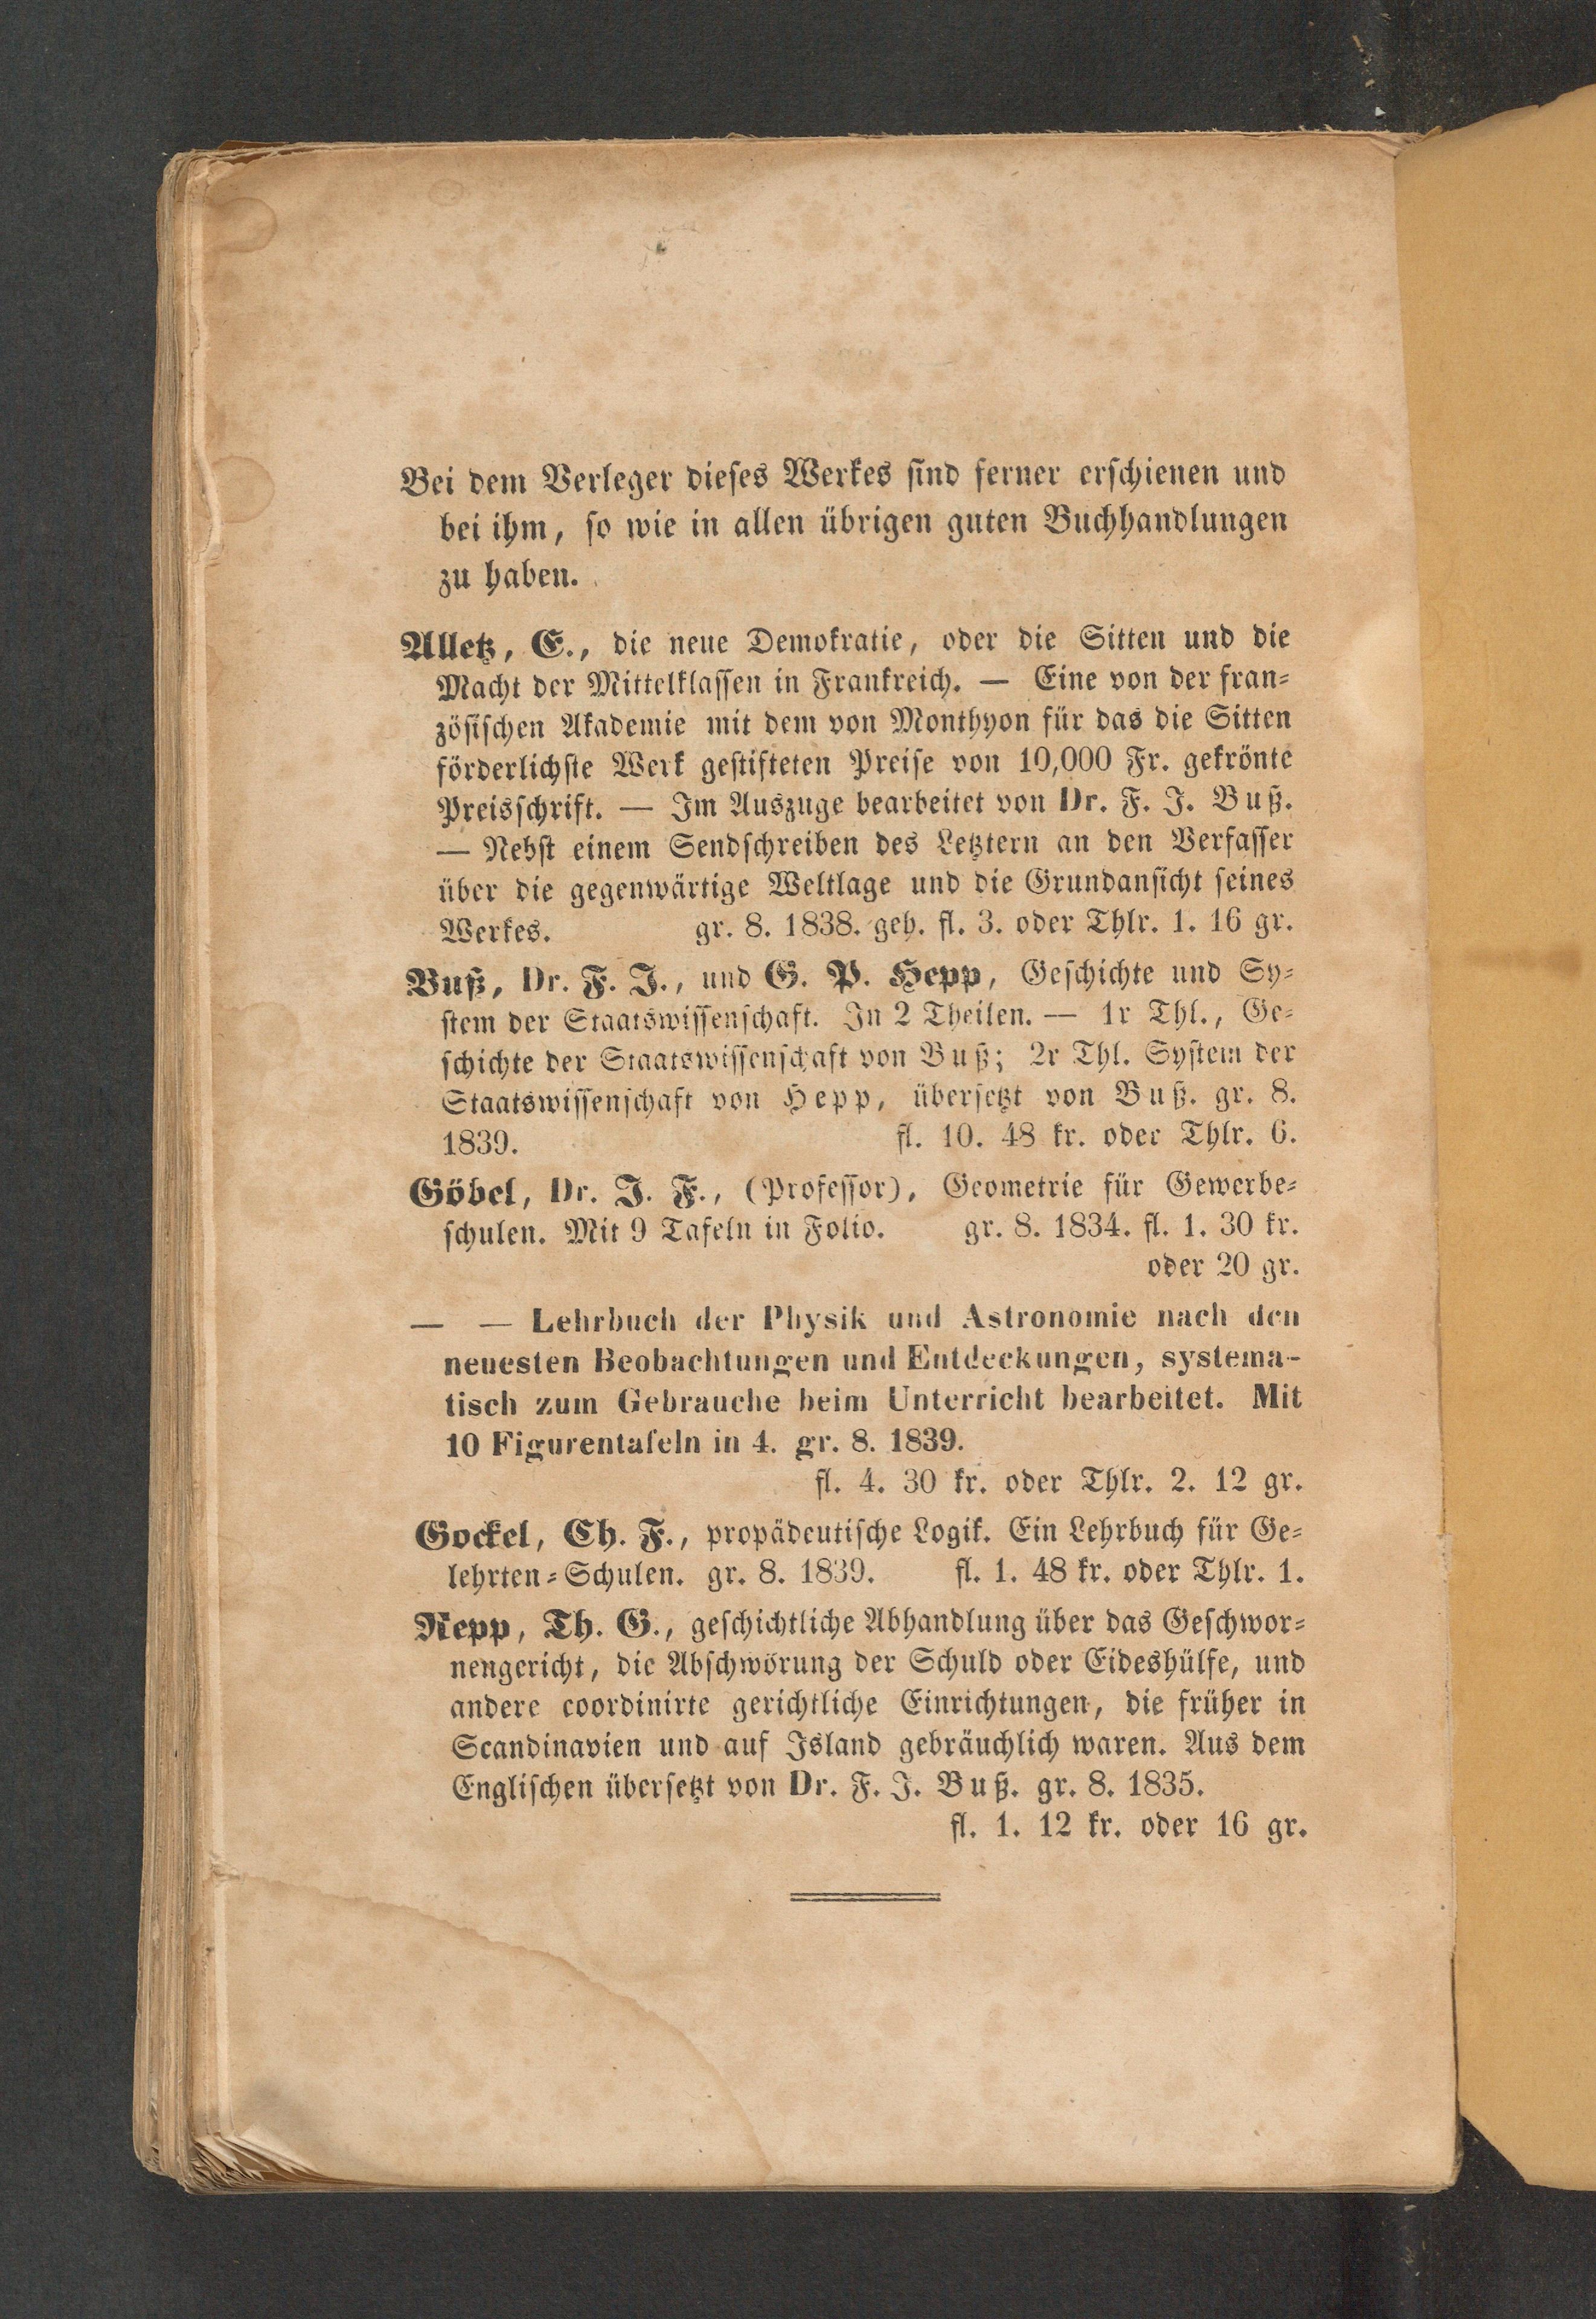 Bei dem Verleger dieses Werkes sind ferner erschienen und
bei ihm, so wie in allen übrigen guten Buchhandlungen
zu haben.
Alletz, E., die neue Demokratie, oder die Sitten und die
Macht der Mittelklassen in Frankreich. — Eine von der fran-
zösischen Akademie mit dem von Monthyon für das die Sitten
förderlichste Werk gestifteten Preise von 10,000 Fr. gekrönte
Preisschrift. — Im Auszuge bearbeitet von Dr. F. J. Buß.
— Nebst einem Sendschreiben des Letztern an den Verfasser
über die gegenwärtige Weltlage und die Grundansicht seines
Werkes. gr. 8. 1838. geh. fl. 3. oder Thlr. 1. 16 gr.
Buß, Dr. F. J., und G. P. Hepp, Geschichte und Sy-
stem der Staatswissenschaft. In 2 Theilen. — 1r Thl., Ge-
schichte der Staatswissenschaft von Buß; 2r Thl. System der
Staatswissenschaft von Hepp, übersetzt von Buß. gr. 8.
1839. fl. 10. 48 kr. oder Thlr. 6.
Göbel, Dr. J. F., (Professor), Geometrie für Gewerbe-
schulen. Mit 9 Tafeln in Folio. gr. 8. 1834. fl. 1. 30 kr.
oder 20 gr.
— — Lehrbuch der Physik und Astronomie nach den
neuesten Beobachtungen und Entdeckungen, systema-
tisch zum Gebrauche beim Unterricht bearbeitet. Mit
10 Figurentafeln in 4. gr. 8. 1839.
fl. 4. 30 kr. oder Thlr. 2. 12 gr.
Gockel, Ch. F., propädeutische Logik. Ein Lehrbuch für Ge-
lehrten-Schulen. gr. 8. 1839. fl. 1. 48 kr. oder Thlr. 1.
Repp, Th. G., geschichtliche Abhandlung über das Geschwor-
nengericht, die Abschwörung der Schuld oder Eideshülfe, und
andere coordinirte gerichtliche Einrichtungen, die früher in
Scandinavien und auf Island gebräuchlich waren. Aus dem
Englischen übersetzt von Dr. F. J. Buß. gr. 8. 1835.
fl. 1. 12 kr. oder 16 gr.